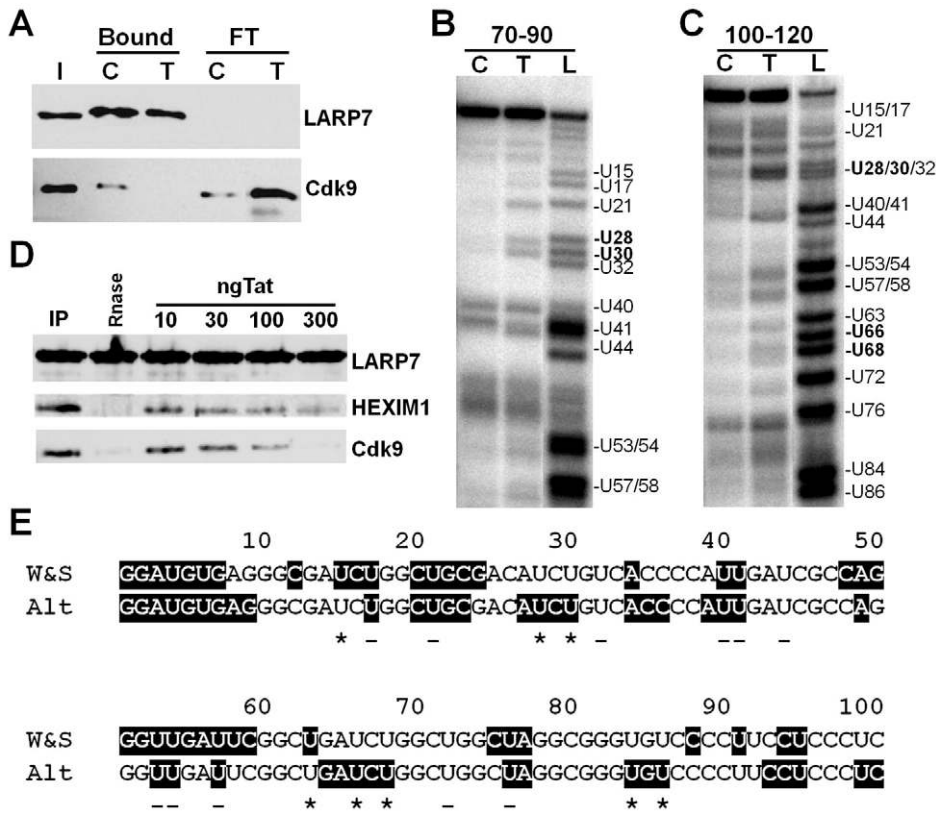 A
Bound FT
I C T C T
LARP7
Cdk9
B
70-90
C T L
-U15
-U17
-U21
-U28
-U30
-U32
-U40
-U41
-U44
-U53/54
-U57/58
C
100-120
C T L
-U15/17
-U21
-U28/30/32
-U40/41
-U44
-U53/54
-U57/58
-U63
-U66
-U68
-U72
-U76
-U84
-U86
D
ngTat
IP Rnase 10 30 100 300
LARP7
HEXIM1
Cdk9
E
10 20 30 40 50
W&S GGAUGUGAGGGCGAUCUGGCUGCGACAUCUGUCACCCCAUUGAUCGCCAG
Alt GGAUGUGAGGGCGAUCUGGCUGCGACAUCUGUCACCCCAUUGAUCGCCAG
* – – * * – – – –
60 70 80 90 100
W&S GGUUGAUUCGGCUGAUCUGGCUGGCUAGGCGGGUGUCCCCUUCCUCCCUC
Alt GGUUGAUUCGGCUGAUCUGGCUGGCUAGGCGGGUGUCCCCUUCCUCCCUC
– – – * * * – – * *